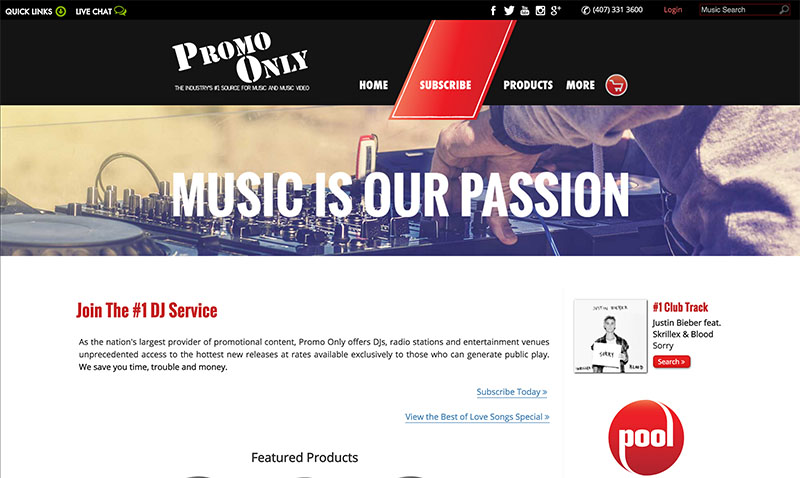 QUICK LINKS LIVE CHAT (407) 331 3600 Login Music Search
PROMO
ONLY
THE INDUSTRY'S #1 SOURCE FOR MUSIC AND MUSIC VIDEO
HOME SUBSCRIBE PRODUCTS MORE
MUSIC IS OUR PASSION
Join The #1 DJ Service
As the nation's largest provider of promotional content, Promo Only offers DJs, radio stations and entertainment venues
unprecedented access to the hottest new releases at rates available exclusively to those who can generate public play.
We save you time, trouble and money.
Subscribe Today »
View the Best of Love Songs Special »
Featured Products
JUSTIN BIEBER
SORRY
#1 Club Track
Justin Bieber feat.
Skrillex & Blood
Sorry
Search »
pool